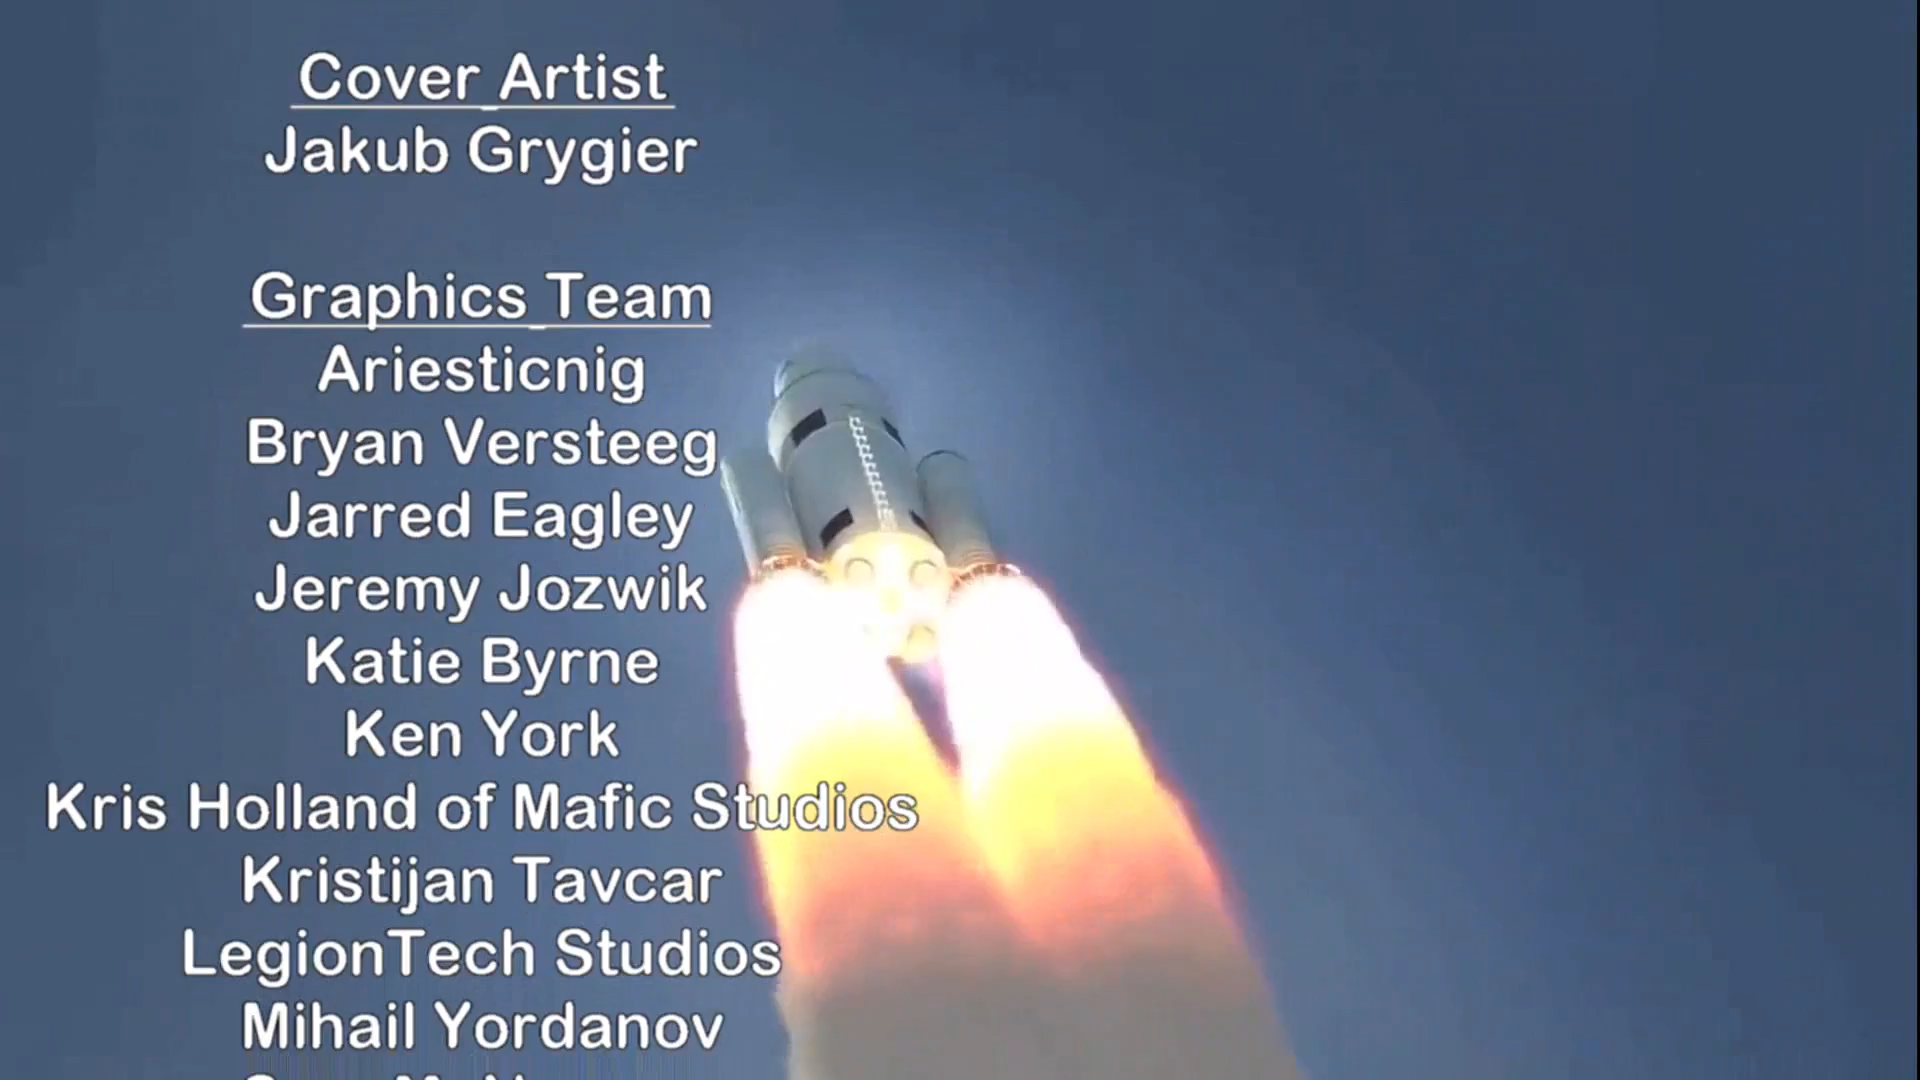 Cover Artist
Jakub Grygier
Graphics Team
Ariesticnig
Bryan Versteeg
Jarred Eagley
Jeremy Jozwik
Katie Byrne
Ken York
Kris Holland of Mafic Studios
Kristijan Tavcar
LegionTech Studios
Mihail Yordanov